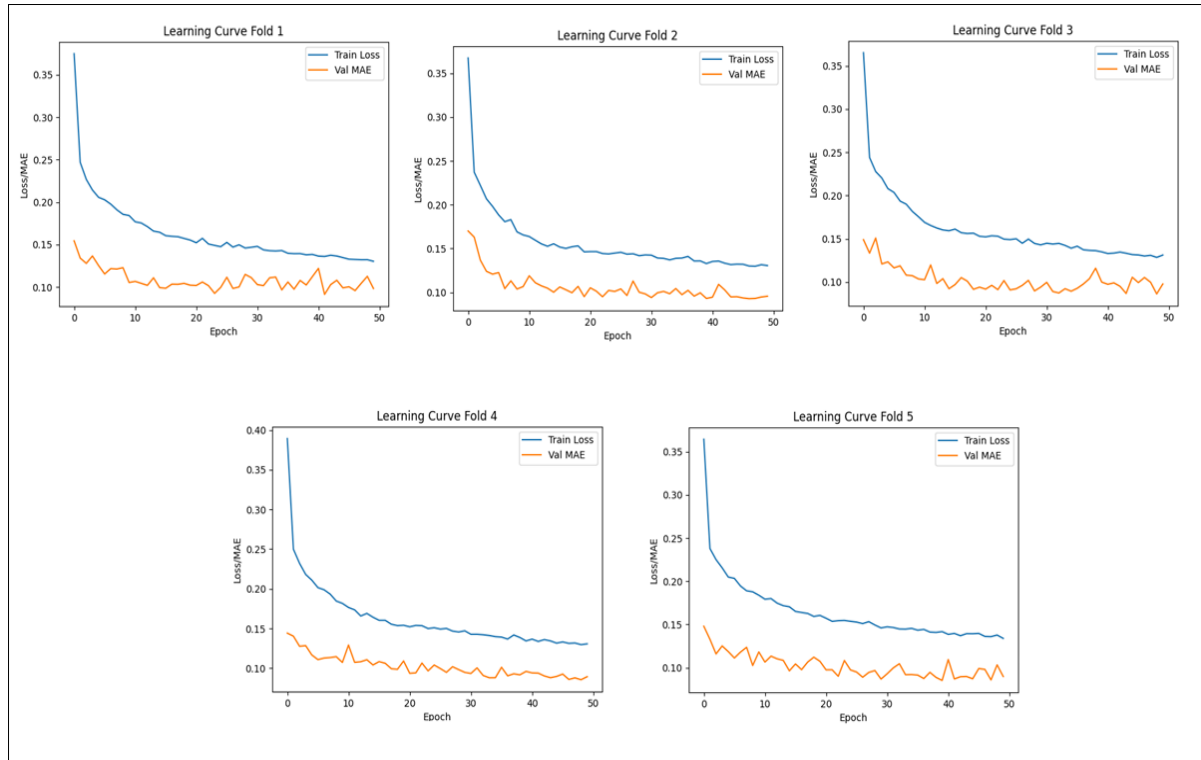 Learning Curve Fold 1
Train Loss
Val MAE
0.35
0.30
0.25
0.20
0.15
0.10
Loss/MAE
0 10 20 30 40 50
Epoch
Learning Curve Fold 2
Train Loss
Val MAE
0.35
0.30
0.25
0.20
0.15
0.10
Loss/MAE
0 10 20 30 40 50
Epoch
Learning Curve Fold 3
Train Loss
Val MAE
0.35
0.30
0.25
0.20
0.15
0.10
Loss/MAE
0 10 20 30 40 50
Epoch
Learning Curve Fold 4
Train Loss
Val MAE
0.40
0.35
0.30
0.25
0.20
0.15
0.10
Loss/MAE
0 10 20 30 40 50
Epoch
Learning Curve Fold 5
Train Loss
Val MAE
0.35
0.30
0.25
0.20
0.15
0.10
Loss/MAE
0 10 20 30 40 50
Epoch